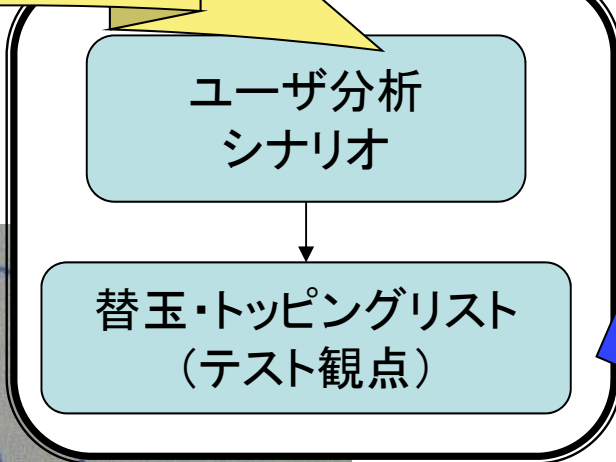 ユーザ分析
シナリオ
替玉・トッピングリスト
（テスト観点）